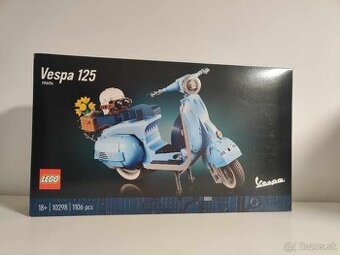 Vespa 125
1960s
Vespa
LEGO
18+ 10298 1106 pcs
bazos.sk